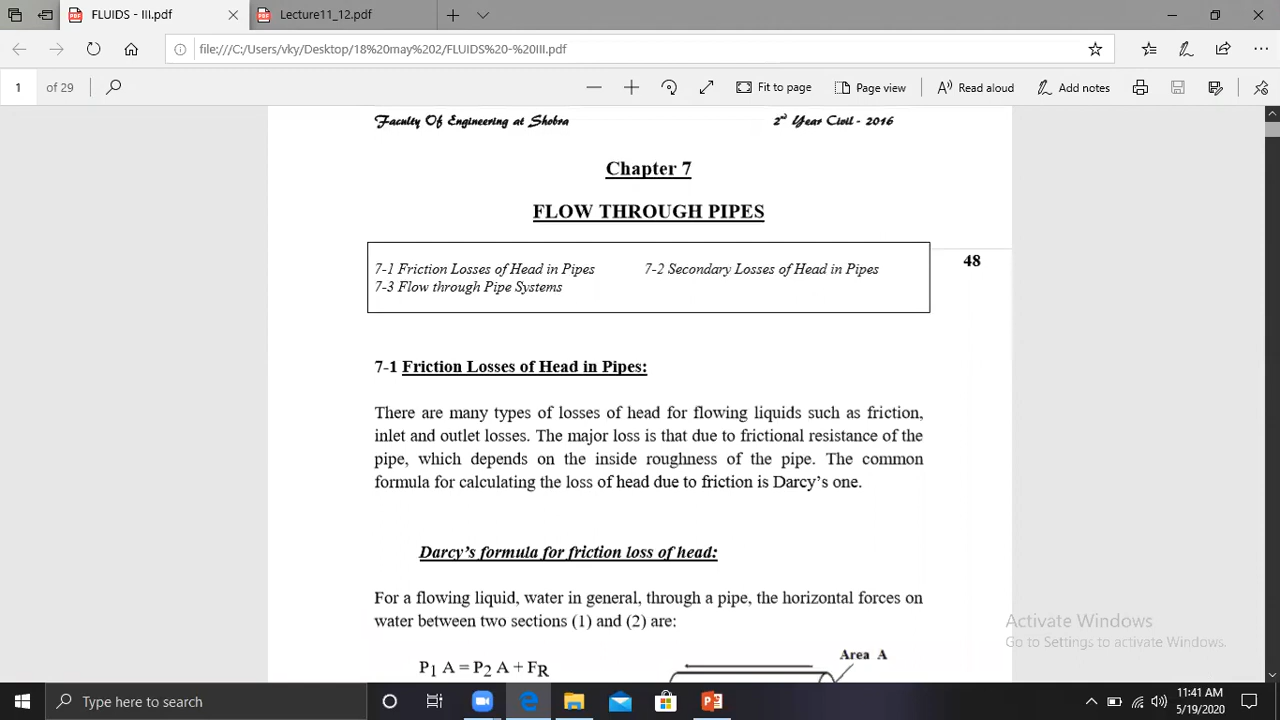 FLUIDS - III.pdf
Lecture11_12.pdf
file:///C:/Users/vky/Desktop/18%20may%202/FLUIDS%20-%20III.pdf
1 of 29
Fit to page
Page view
Read aloud
Add notes
Faculty Of Engineering at Shobra 2nd Year Civil - 2016
Chapter 7
FLOW THROUGH PIPES
7-1 Friction Losses of Head in Pipes 7-2 Secondary Losses of Head in Pipes
7-3 Flow through Pipe Systems
48
7-1 Friction Losses of Head in Pipes:
There are many types of losses of head for flowing liquids such as friction,
inlet and outlet losses. The major loss is that due to frictional resistance of the
pipe, which depends on the inside roughness of the pipe. The common
formula for calculating the loss of head due to friction is Darcy's one.
Darcy's formula for friction loss of head:
For a flowing liquid, water in general, through a pipe, the horizontal forces on
water between two sections (1) and (2) are:
P1 A = P2 A + FR
Area A
Activate Windows
Go to Settings to activate Windows.
Type here to search
11:41 AM
5/19/2020